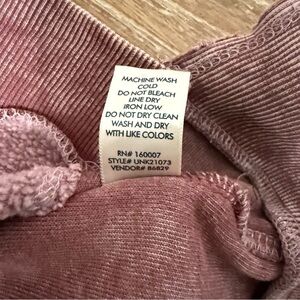 MACHINE WASH
COLD
DO NOT BLEACH
LINE DRY
IRON LOW
DO NOT DRY CLEAN
WASH AND DRY
WITH LIKE COLORS
RN# 160007
STYLE# UNK21073
VENDOR# B6829